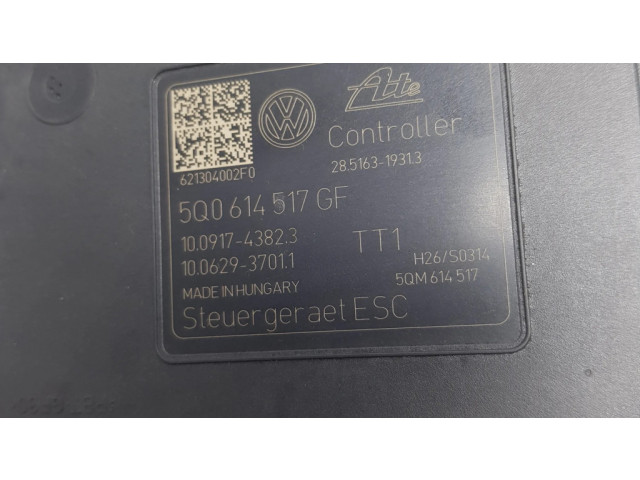 Ate
Controller
28.5163-1931.3
621304002F0
5Q0 614 517 GF
10.0917-4382.3
TT1
H26/S0314
10.0629-3701.1
5QM 614 517
MADE IN HUNGARY
Steuergeraet ESC